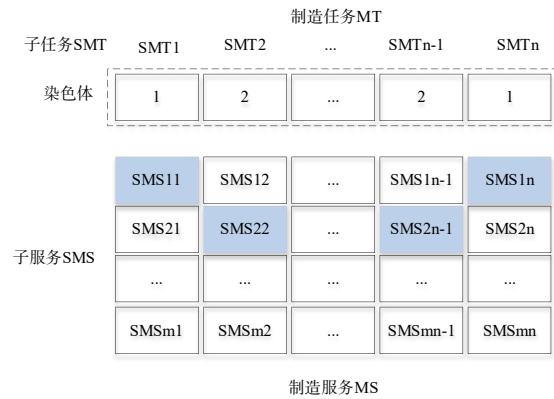 制造任务MT
子任务SMT SMT1 SMT2 ... SMTn-1 SMTn
染色体 1 2 ... 2 1
SMS11 SMS12 ... SMS1n-1 SMS1n
SMS21 SMS22 ... SMS2n-1 SMS2n
子服务SMS
... ... ... ... ...
SMSm1 SMSm2 ... SMSmn-1 SMSmn
制造服务MS